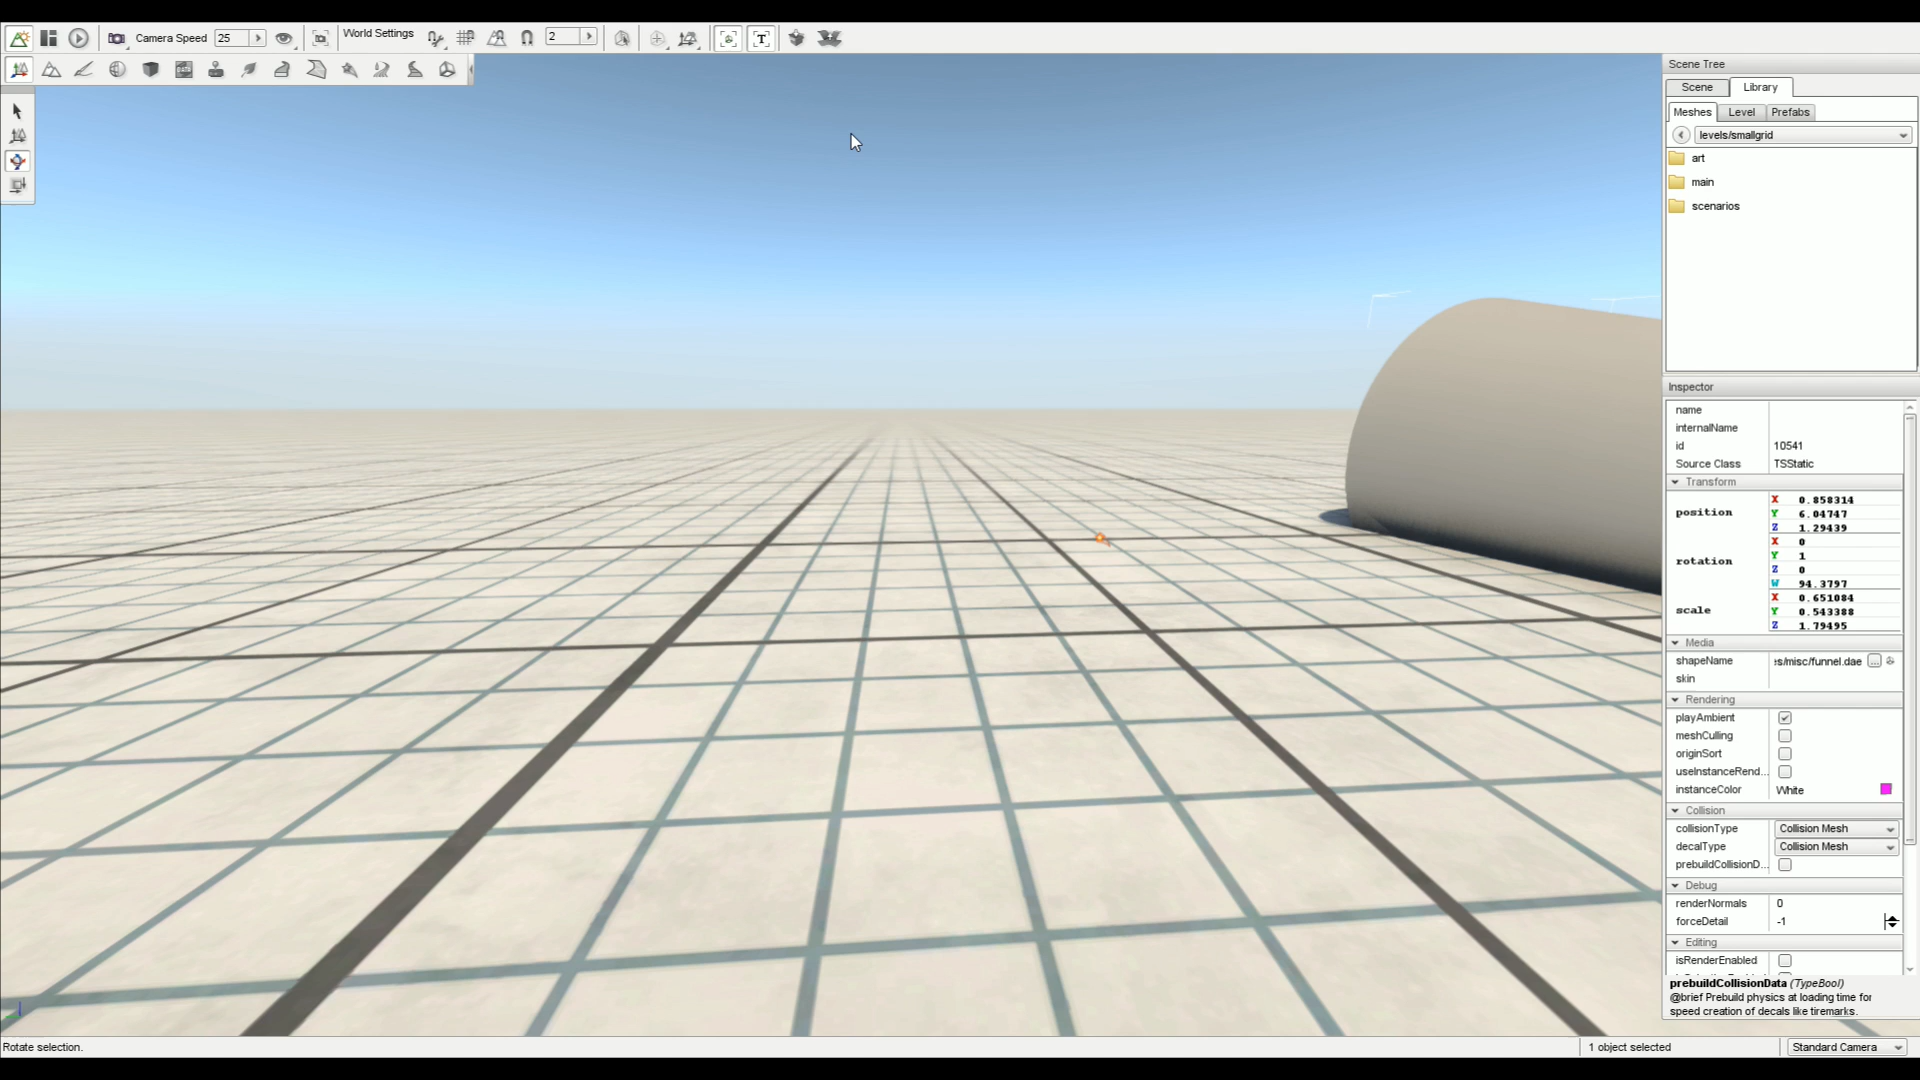 Camera Speed 25 World Settings 2
T
Scene Tree
Scene Library
Meshes Level Prefabs
levels/smallgrid
art
main
scenarios
Inspector
name
internalName
id 10541
Source Class TSStatic
Transform
position X 0.858314
Y 6.04747
Z 1.29439
rotation X 0
Y 1
Z 0
W 94.3797
scale X 0.651084
Y 0.543388
Z 1.79495
Media
shapeName :s/misc/funnel.dae ...
skin
Rendering
playAmbient
meshCulling
originSort
useInstanceRend...
instanceColor White
Collision
collisionType Collision Mesh
decalType Collision Mesh
prebuildCollisionD...
Debug
renderNormals 0
forceDetail -1
Editing
isRenderEnabled
prebuildCollisionData (TypeBool)
@brief Prebuild physics at loading time for
speed creation of decals like tiremarks.
Rotate selection. 1 object selected Standard Camera